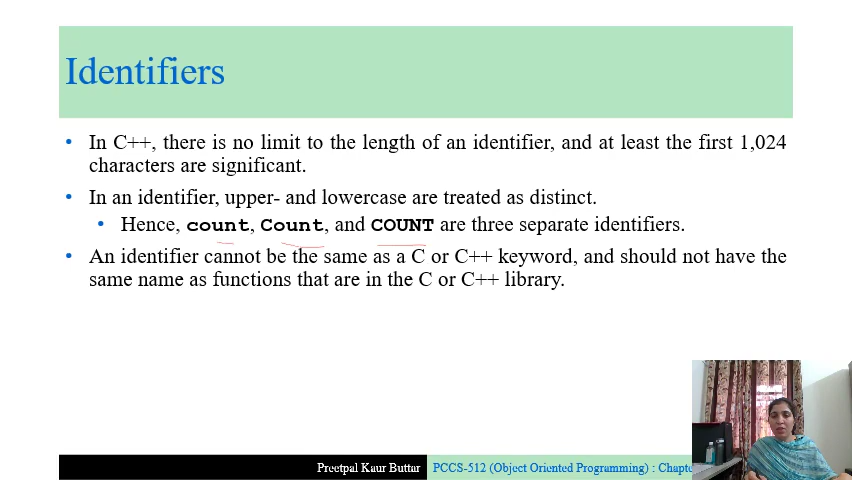 Identifiers
• In C++, there is no limit to the length of an identifier, and at least the first 1,024
characters are significant.
• In an identifier, upper- and lowercase are treated as distinct.
• Hence, count, Count, and COUNT are three separate identifiers.
• An identifier cannot be the same as a C or C++ keyword, and should not have the
same name as functions that are in the C or C++ library.
Preetpal Kaur Buttar PCCS-512 (Object Oriented Programming) : Chapte